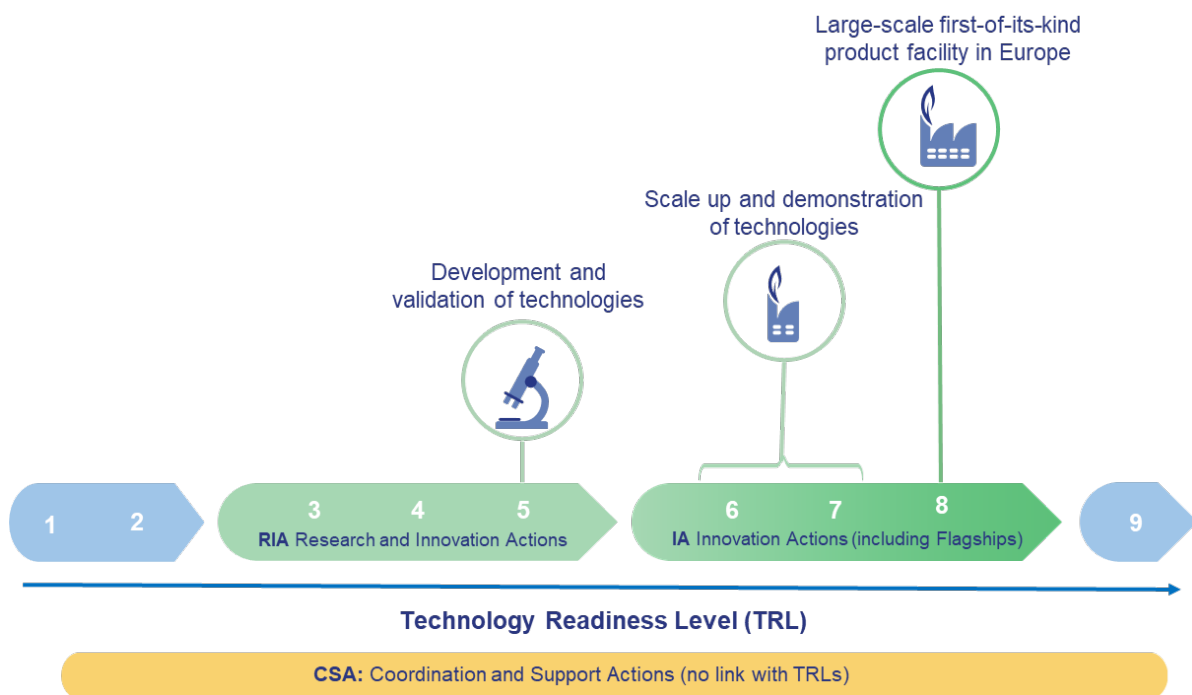 Large-scale first-of-its-kind
product facility in Europe
Scale up and demonstration
of technologies
Development and
validation of technologies
1 2 3 4 5 6 7 8 9
RIA Research and Innovation Actions
IA Innovation Actions (including Flagships)
Technology Readiness Level (TRL)
CSA: Coordination and Support Actions (no link with TRLs)